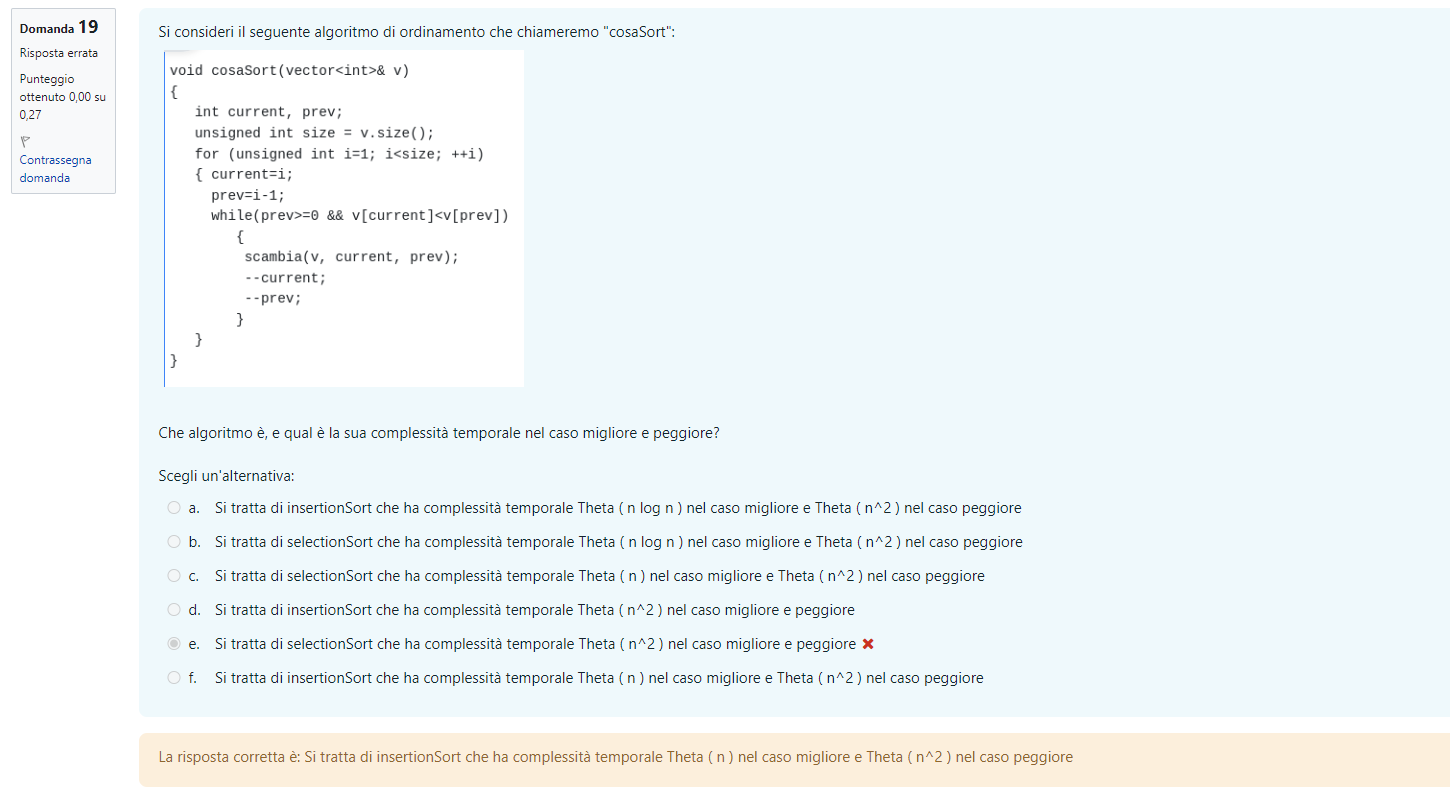 Domanda 19
Risposta errata
Punteggio
ottenuto 0,00 su
0,27
Contrassegna
domanda
Si consideri il seguente algoritmo di ordinamento che chiameremo "cosaSort":
void cosaSort(vector<int>& v)
{
   int current, prev;
   unsigned int size = v.size();
   for (unsigned int i=1; i<size; ++i)
   { current=i;
     prev=i-1;
     while(prev>=0 && v[current]<v[prev])
        {
         scambia(v, current, prev);
         --current;
         --prev;
        }
   }
}
Che algoritmo è, e qual è la sua complessità temporale nel caso migliore e peggiore?
Scegli un'alternativa:
a. Si tratta di insertionSort che ha complessità temporale Theta ( n log n ) nel caso migliore e Theta ( n^2 ) nel caso peggiore
b. Si tratta di selectionSort che ha complessità temporale Theta ( n log n ) nel caso migliore e Theta ( n^2 ) nel caso peggiore
c. Si tratta di selectionSort che ha complessità temporale Theta ( n ) nel caso migliore e Theta ( n^2 ) nel caso peggiore
d. Si tratta di insertionSort che ha complessità temporale Theta ( n^2 ) nel caso migliore e peggiore
e. Si tratta di selectionSort che ha complessità temporale Theta ( n^2 ) nel caso migliore e peggiore
f. Si tratta di insertionSort che ha complessità temporale Theta ( n ) nel caso migliore e Theta ( n^2 ) nel caso peggiore
La risposta corretta è: Si tratta di insertionSort che ha complessità temporale Theta ( n ) nel caso migliore e Theta ( n^2 ) nel caso peggiore